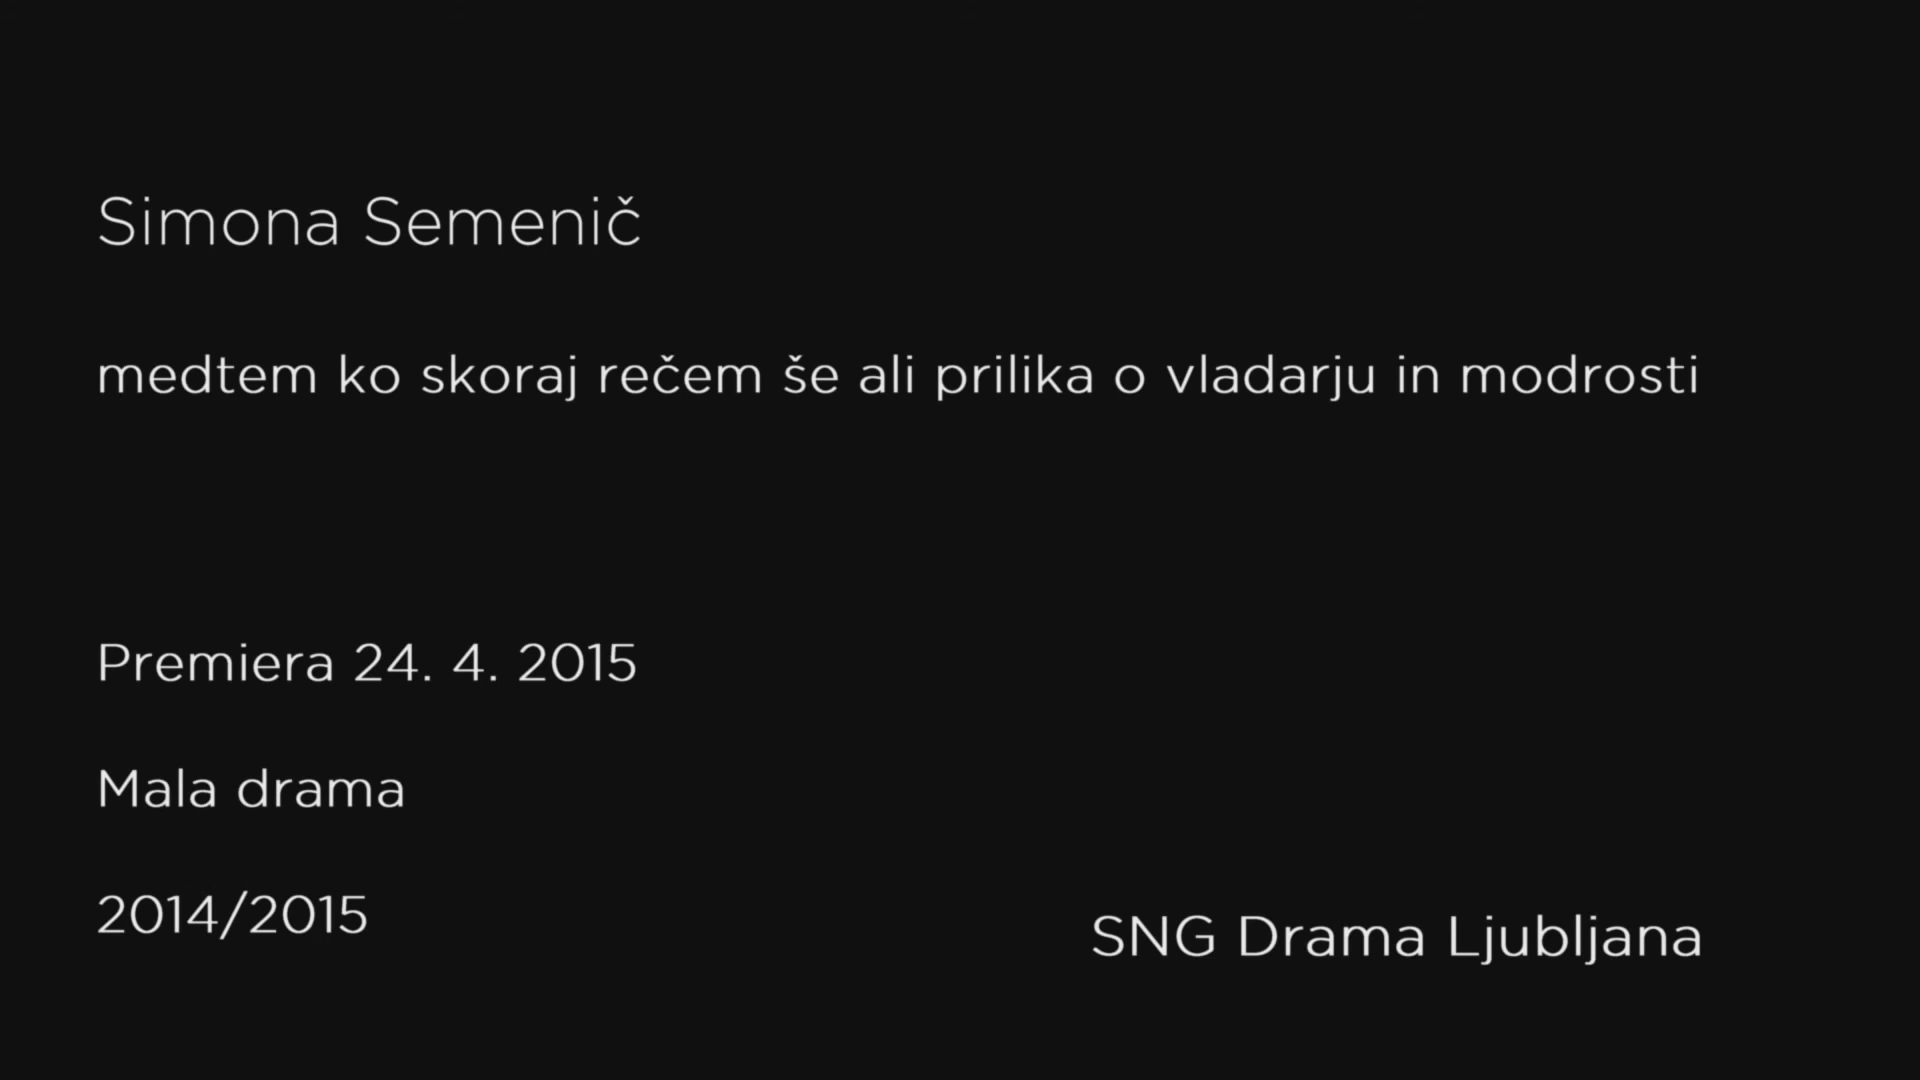 Simona Semenič
medtem ko skoraj rečem še ali prilika o vladarju in modrosti
Premiera 24. 4. 2015
Mala drama
2014/2015
SNG Drama Ljubljana